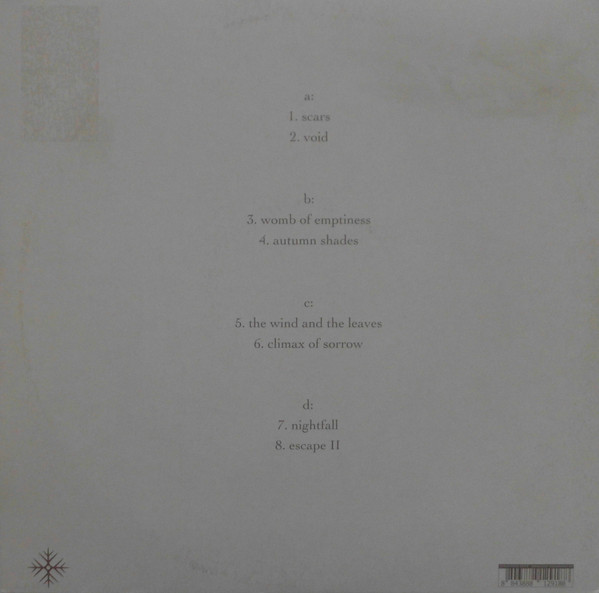 a:
1. scars
2. void
b:
3. womb of emptiness
4. autumn shades
c:
5. the wind and the leaves
6. climax of sorrow
d:
7. nightfall
8. escape II